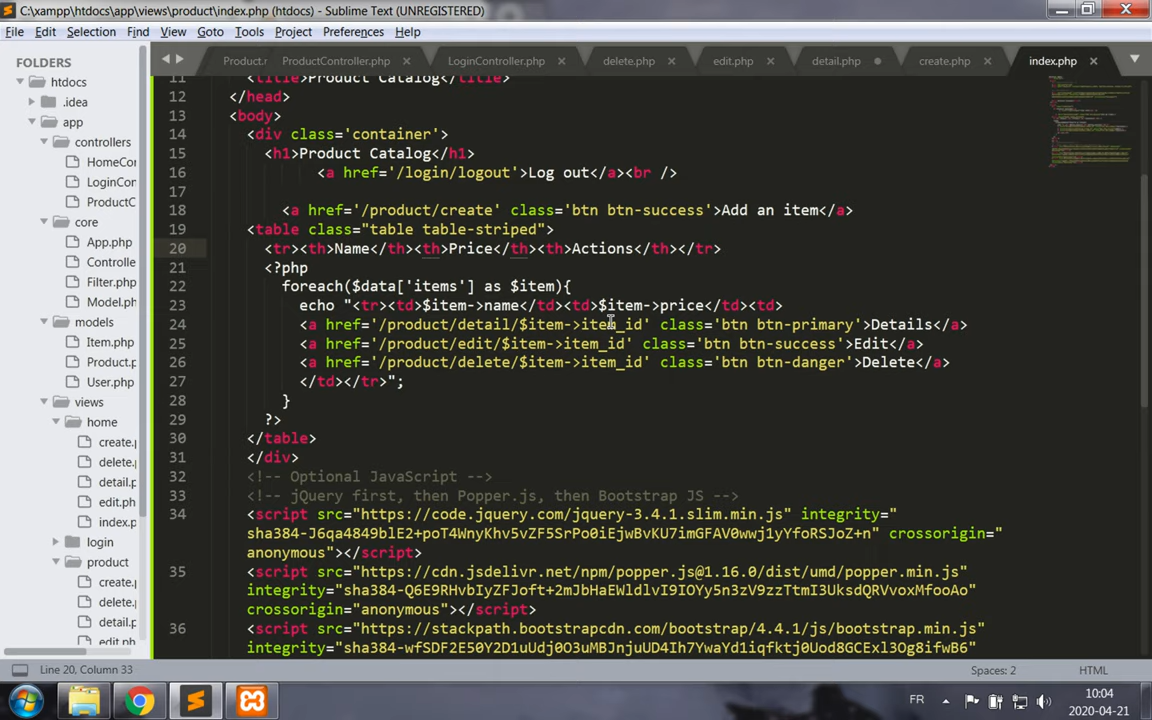 C:\xampp\htdocs\app\views\product\index.php (htdocs) - Sublime Text (UNREGISTERED)
File Edit Selection Find View Goto Tools Project Preferences Help
FOLDERS
htdocs
.idea
app
controllers
HomeCon
LoginCor
ProductC
core
App.php
Controlle
Filter.php
Model.ph
models
Item.php
Product.p
User.php
views
home
create.p
delete.p
detail.p
edit.ph
index.p
login
product
create.p
delete.p
detail.p
edit.ph
Product.r ProductController.php LoginController.php delete.php edit.php detail.php create.php index.php
11 <title>Product Catalog</title>
12 </head>
13 <body>
14 <div class='container'>
15 <h1>Product Catalog</h1>
16 <a href='/login/logout'>Log out</a><br />
17
18 <a href='/product/create' class='btn btn-success'>Add an item</a>
19 <table class="table table-striped">
20 <tr><th>Name</th><th>Price</th><th>Actions</th></tr>
21 <?php
22 foreach($data['items'] as $item){
23 echo "<tr><td>$item->name</td><td>$item->price</td><td>
24 <a href='/product/detail/$item->item_id' class='btn btn-primary'>Details</a>
25 <a href='/product/edit/$item->item_id' class='btn btn-success'>Edit</a>
26 <a href='/product/delete/$item->item_id' class='btn btn-danger'>Delete</a>
27 </td></tr>";
28 }
29 ?>
30 </table>
31 </div>
32 <!-- Optional JavaScript -->
33 <!-- jQuery first, then Popper.js, then Bootstrap JS -->
34 <script src="https://code.jquery.com/jquery-3.4.1.slim.min.js" integrity="
sha384-J6qa4849blE2+poT4WnyKhv5vZF5SrPo0iEjwBvKU7imGFAV0wwj1yYfoRSJoZ+n" crossorigin="
anonymous"></script>
35 <script src="https://cdn.jsdelivr.net/npm/popper.js@1.16.0/dist/umd/popper.min.js"
integrity="sha384-Q6E9RHvbIyZFJoft+2mJbHaEWldlvI9IOYy5n3zV9zzTtmI3UksdQRVvoxMfooAo"
crossorigin="anonymous"></script>
36 <script src="https://stackpath.bootstrapcdn.com/bootstrap/4.4.1/js/bootstrap.min.js"
integrity="sha384-wfSDF2E50Y2D1uUdj0O3uMBJnjuUD4Ih7YwaYd1iqfktj0Uod8GCExl3Og8ifwB6"
Line 20, Column 33 Spaces: 2 HTML
FR 10:04
2020-04-21